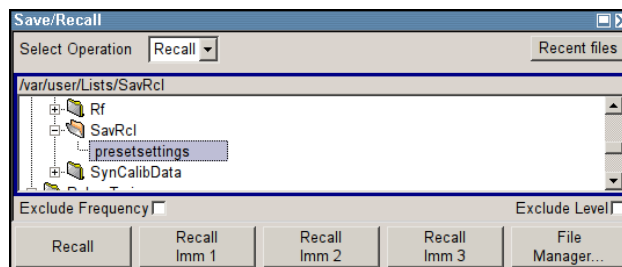 Save/Recall
Select Operation Recall Recent files
/var/user/Lists/SavRcl
Rf
SavRcl
presetsettings
SynCalibData
Exclude Frequency Exclude Level
Recall Recall Imm 1 Recall Imm 2 Recall Imm 3 File Manager...